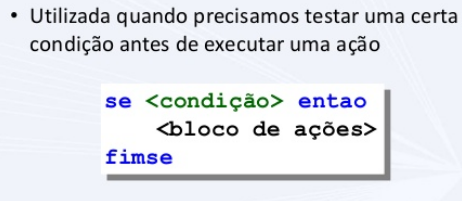 • Utilizada quando precisamos testar uma certa
condição antes de executar uma ação
se <condição> entao
<bloco de ações>
fimse